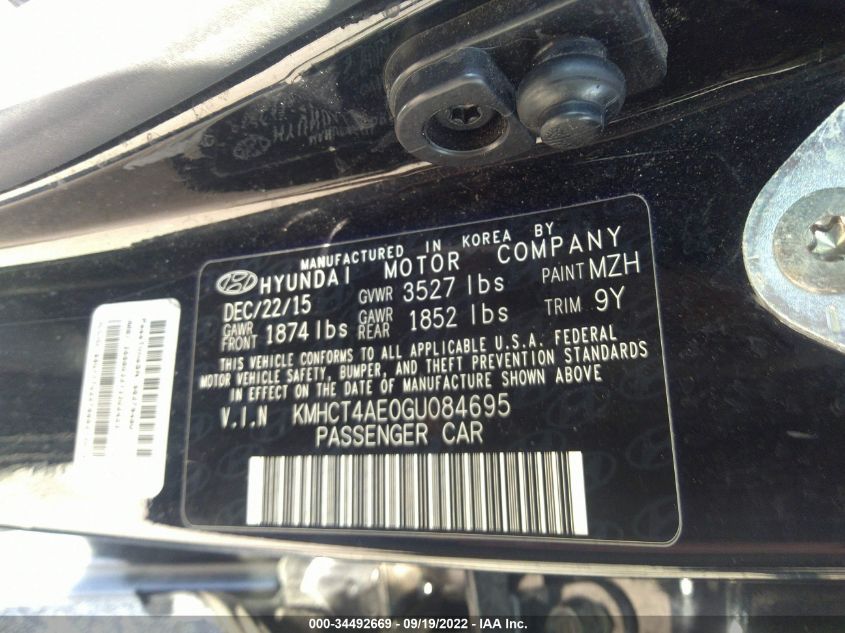 MANUFACTURED IN KOREA BY
HYUNDAI MOTOR COMPANY
DEC/22/15 GVWR 3527 lbs PAINT MZH
GAWR FRONT 1874 lbs GAWR REAR 1852 lbs TRIM 9Y
THIS VEHICLE CONFORMS TO ALL APPLICABLE U.S.A. FEDERAL
MOTOR VEHICLE SAFETY, BUMPER, AND THEFT PREVENTION STANDARDS
IN EFFECT ON THE DATE OF MANUFACTURE SHOWN ABOVE.
V.I.N KMHCT4AE0GU084695
PASSENGER CAR
000-34492669 - 09/19/2022 - IAA Inc.